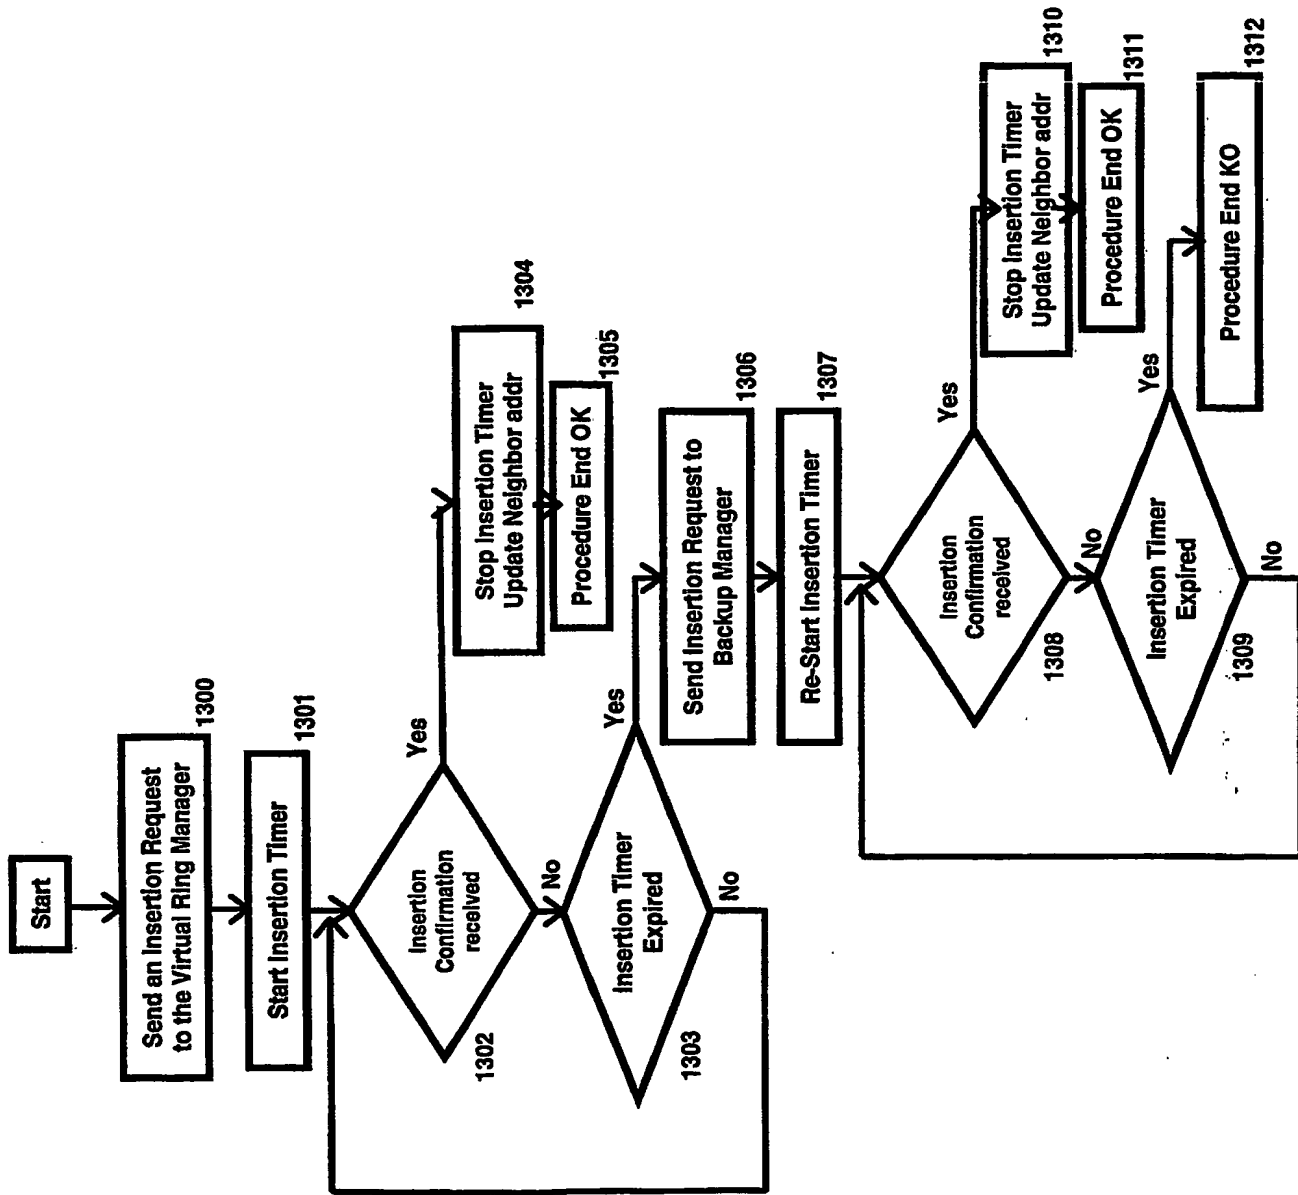 Start
Send an Insertion Request
to the Virtual Ring Manager
1300
Start Insertion Timer
1301
Insertion
Confirmation
received
1302
Yes
No
Stop Insertion Timer
Update Neighbor addr
1304
Procedure End OK
1305
Insertion Timer
Expired
1303
Yes
No
Send Insertion Request to
Backup Manager
1306
Re-Start Insertion Timer
1307
Insertion
Confirmation
received
1308
Yes
No
Stop Insertion Timer
Update Neighbor addr
1310
Procedure End OK
1311
Insertion Timer
Expired
1309
Yes
No
Procedure End KO
1312